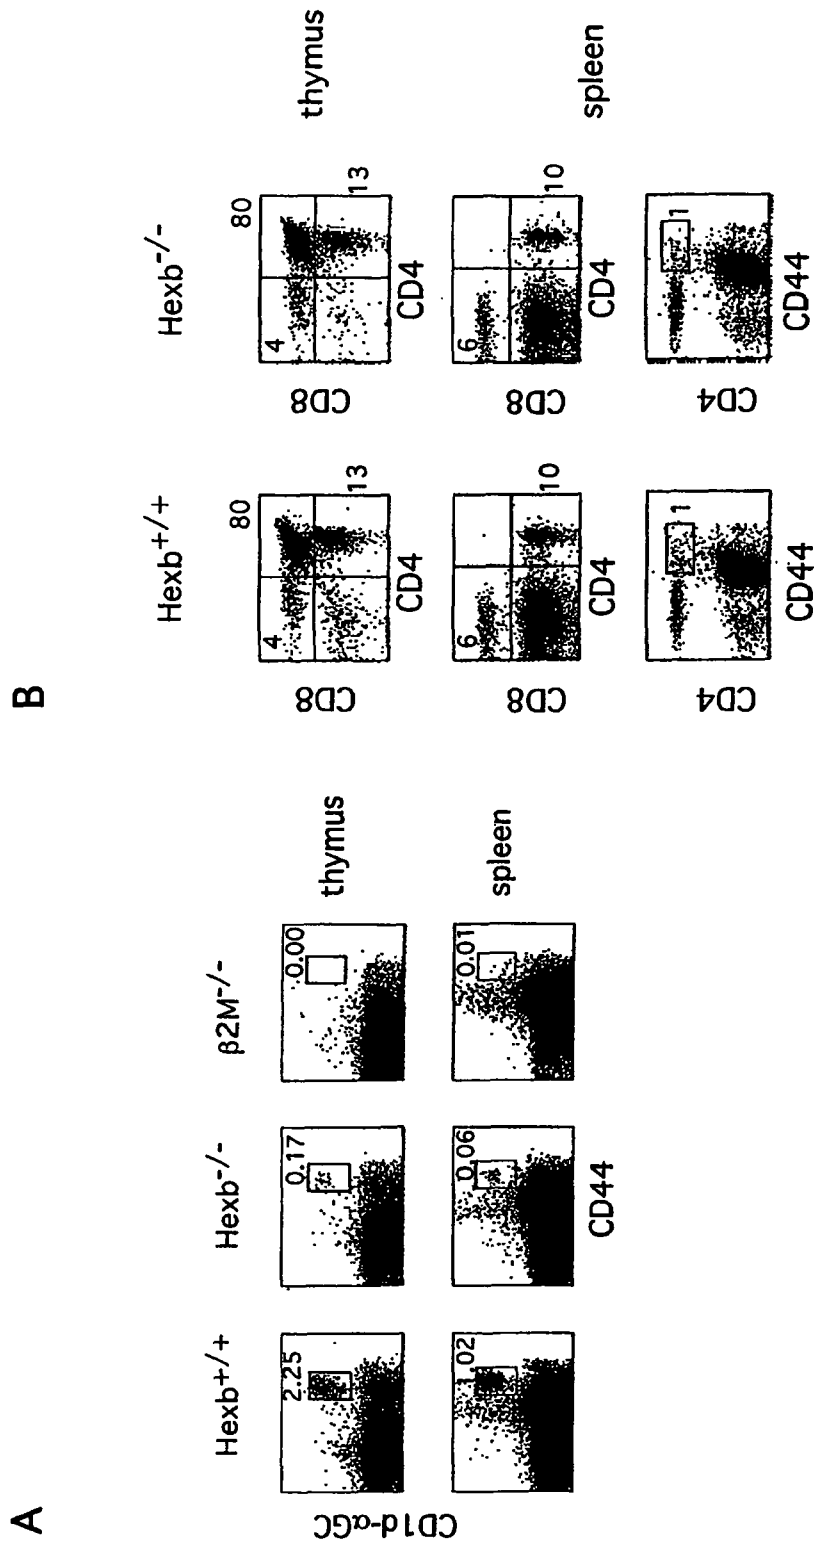 A
Hexb+/+
Hexb-/-
β2M-/-
2.25
0.17
0.00
thymus
CD1d-αGC
1.02
0.06
0.01
spleen
CD44
B
Hexb+/+
Hexb-/-
4
80
13
CD8
CD4
4
80
13
CD8
CD4
thymus
6
10
CD8
CD4
6
10
CD8
CD4
spleen
1
CD4
CD44
1
CD4
CD44